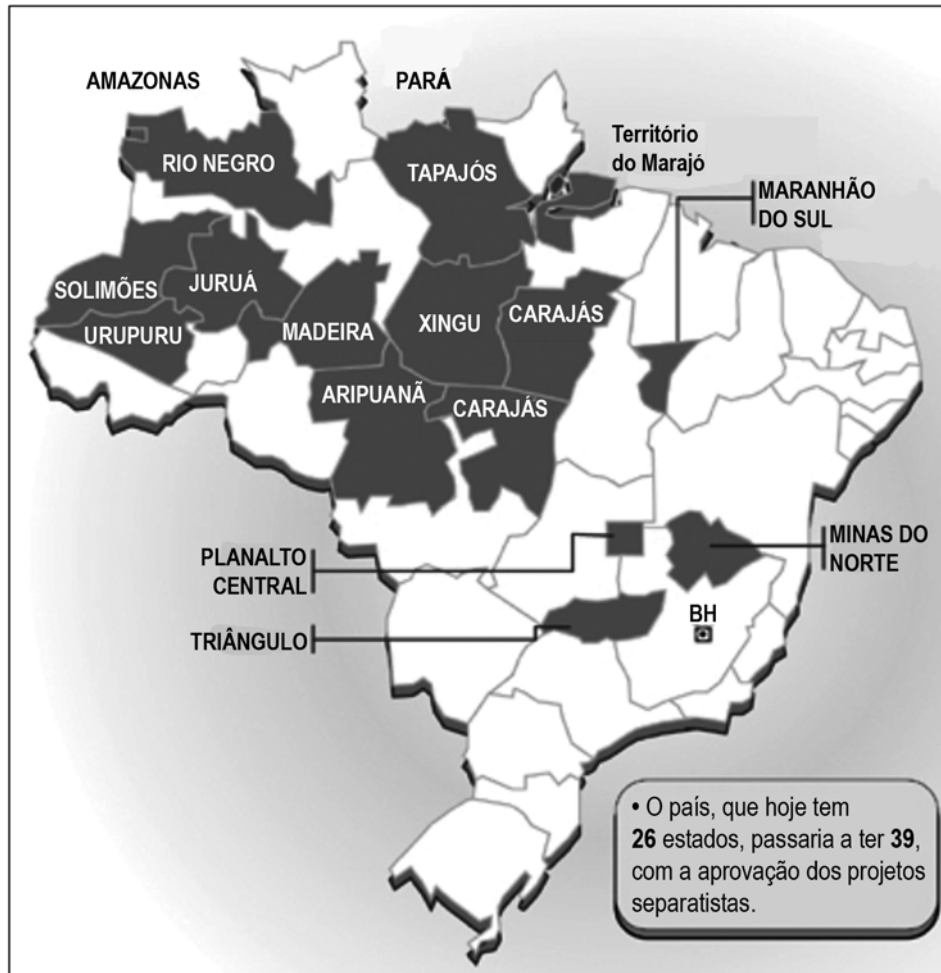 AMAZONAS
PARÁ
Território
do Marajó
RIO NEGRO
TAPAJÓS
MARANHÃO
DO SUL
SOLIMÕES
JURUÁ
URUPURU
MADEIRA
XINGU
CARAJÁS
ARIPUANÃ
CARAJÁS
PLANALTO
CENTRAL
MINAS DO
NORTE
TRIÂNGULO
BH
• O país, que hoje tem
26 estados, passaria a ter 39,
com a aprovação dos projetos
separatistas.